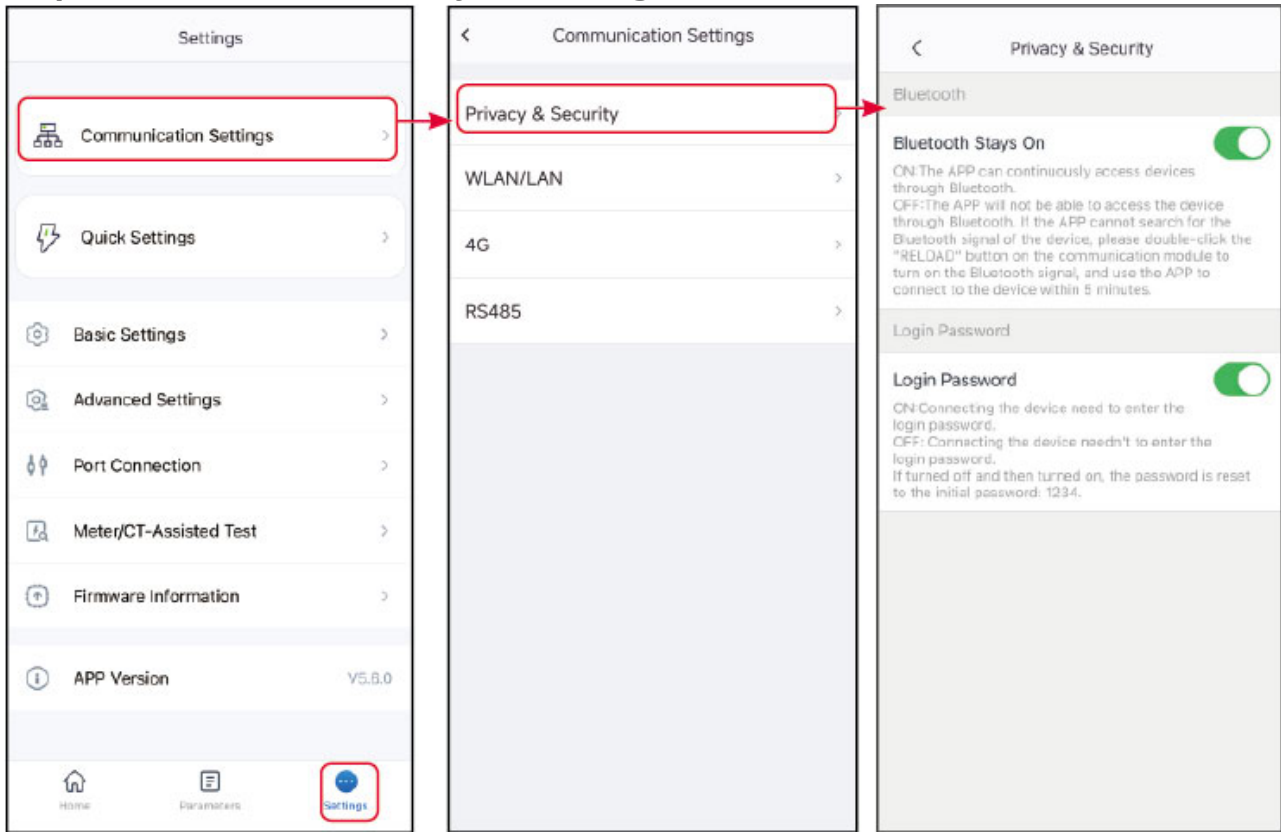 Settings
Communication Settings
Quick Settings
Basic Settings
Advanced Settings
Port Connection
Meter/CT-Assisted Test
Firmware Information
APP Version
V5.6.0
Home
Parameters
Settings
Communication Settings
Privacy & Security
WLAN/LAN
4G
RS485
Privacy & Security
Bluetooth
Bluetooth Stays On
ON:The APP can continuously access devices
through Bluetooth.
OFF:The APP will not be able to access the device
through Bluetooth. If the APP cannot search for the
Bluetooth signal of the device, please double-click the
"RELOAD" button on the communication module to
turn on the Bluetooth signal, and use the APP to
connect to the device within 5 minutes.
Login Password
Login Password
ON:Connecting the device need to enter the
login password.
OFF: Connecting the device needn't to enter the
login password.
If turned off and then turned on, the password is reset
to the initial password: 1234.